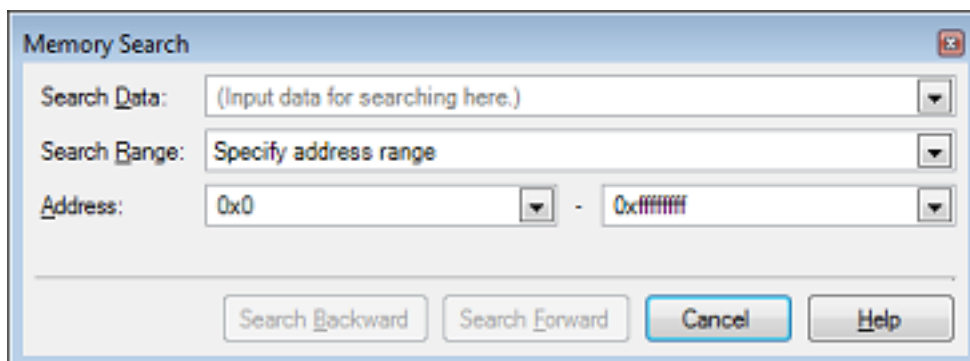 Memory Search
Search Data: (Input data for searching here.)
Search Range: Specify address range
Address: 0x0 - 0xffffffff
Search Backward Search Forward Cancel Help